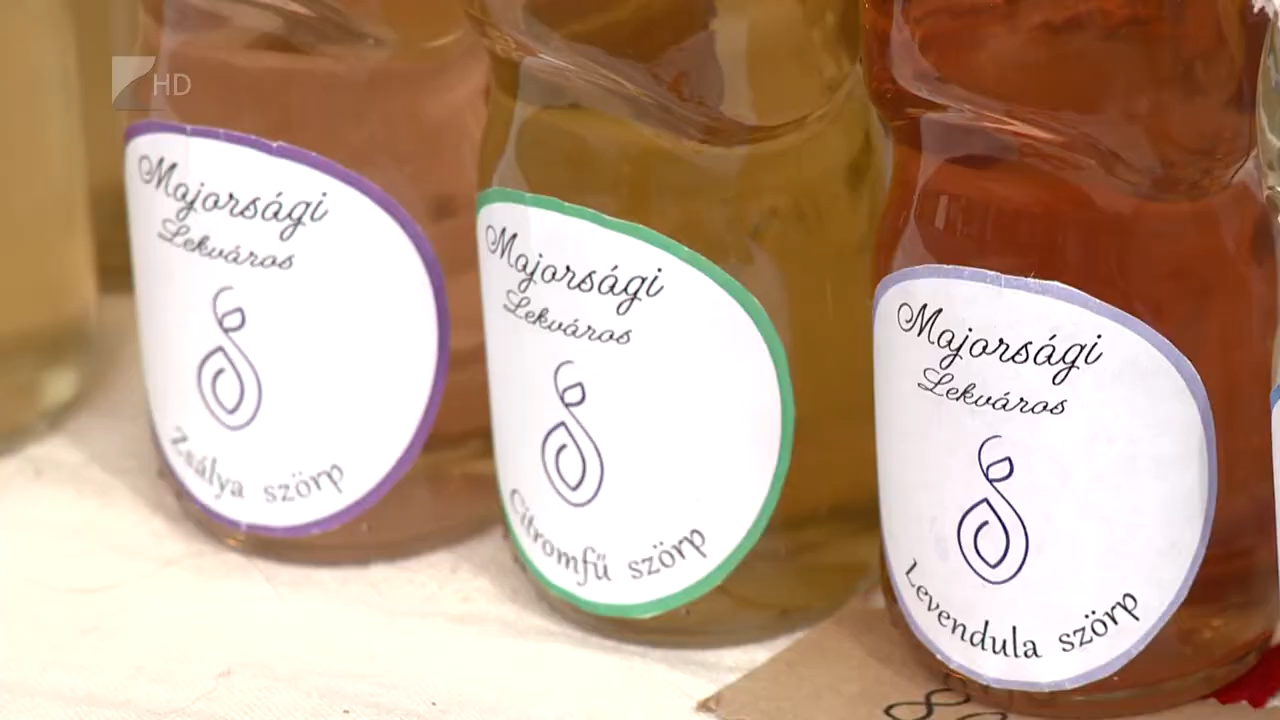 HD
Majorsági
Lekváros
Zsálya szörp
Majorsági
Lekváros
Citromfű szörp
Majorsági
Lekváros
Levendula szörp